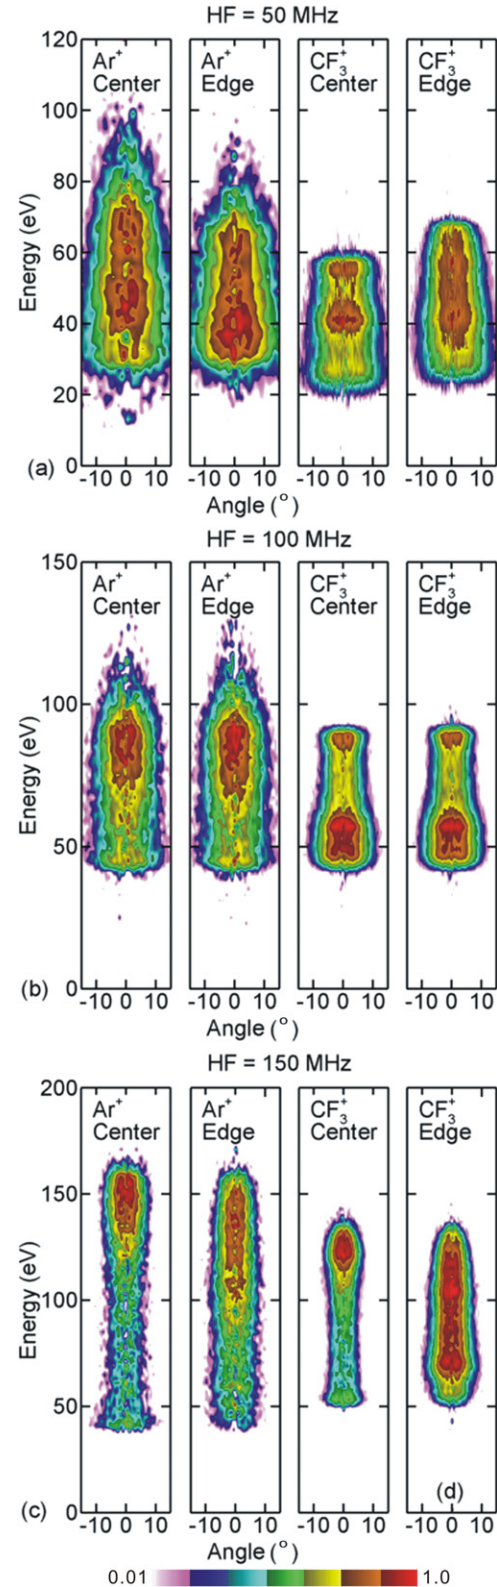 HF = 50 MHz
Ar+ Center
Ar+ Edge
CF3+ Center
CF3+ Edge
120
100
80
60
40
20
0
Energy (eV)
(a)
-10 0 10 -10 0 10 -10 0 10 -10 0 10
Angle (°)
HF = 100 MHz
Ar+ Center
Ar+ Edge
CF3+ Center
CF3+ Edge
150
100
50
0
Energy (eV)
(b)
-10 0 10 -10 0 10 -10 0 10 -10 0 10
Angle (°)
HF = 150 MHz
Ar+ Center
Ar+ Edge
CF3+ Center
CF3+ Edge
200
150
100
50
0
Energy (eV)
(c)
(d)
-10 0 10 -10 0 10 -10 0 10 -10 0 10
Angle (°)
0.01 1.0